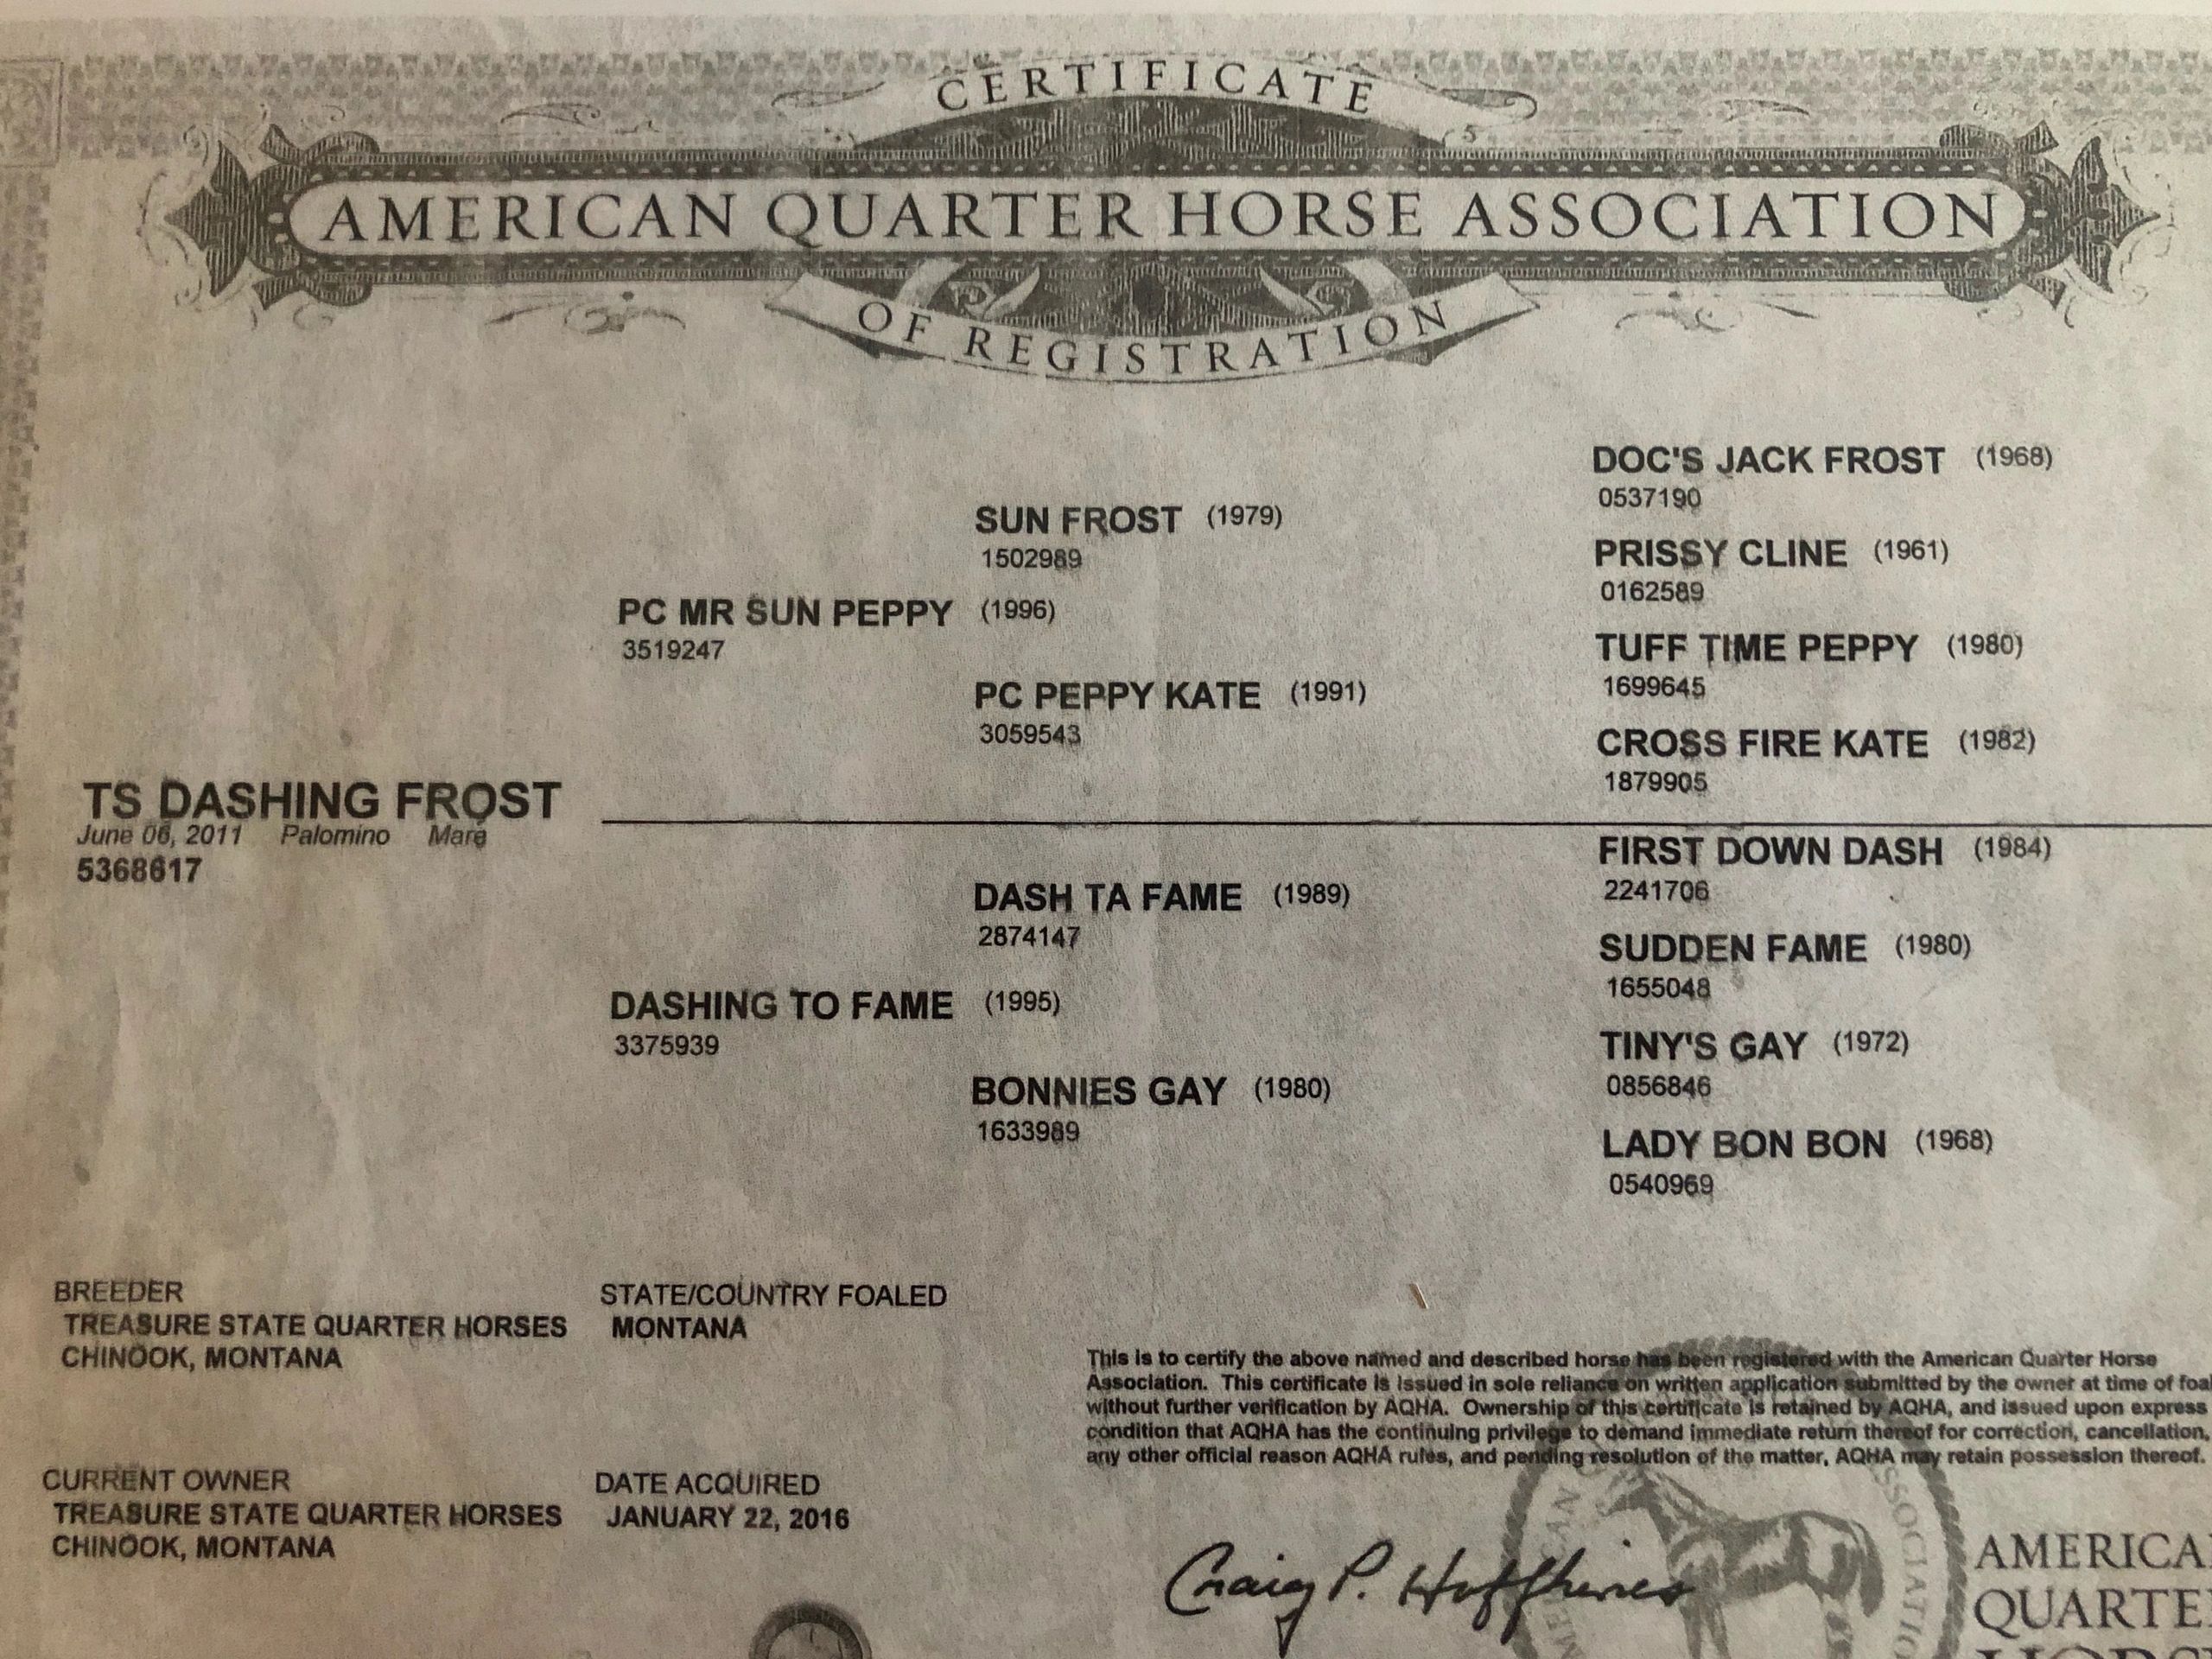 CERTIFICATE
AMERICAN QUARTER HORSE ASSOCIATION
OF REGISTRATION
DOC'S JACK FROST (1968)
0537190
SUN FROST (1979)
1502989
PRISSY CLINE (1961)
0162589
PC MR SUN PEPPY (1996)
3519247
TUFF TIME PEPPY (1980)
1699645
PC PEPPY KATE (1991)
3059543
CROSS FIRE KATE (1982)
1879905
TS DASHING FROST
June 06, 2011 Palomino Mare
5368617
FIRST DOWN DASH (1984)
2241706
DASH TA FAME (1989)
2874147
SUDDEN FAME (1980)
1655048
DASHING TO FAME (1995)
3375939
TINY'S GAY (1972)
0856846
BONNIES GAY (1980)
1633989
LADY BON BON (1968)
0540969
BREEDER
TREASURE STATE QUARTER HORSES
CHINOOK, MONTANA
STATE/COUNTRY FOALED
MONTANA
This is to certify the above named and described horse has been registered with the American Quarter Horse
Association. This certificate is issued in sole reliance on written application submitted by the owner at time of foal
without further verification by AQHA. Ownership of this certificate is retained by AQHA, and issued upon express
condition that AQHA has the continuing privilege to demand immediate return thereof for correction, cancellation,
any other official reason AQHA rules, and pending resolution of the matter, AQHA may retain possession thereof.
CURRENT OWNER
TREASURE STATE QUARTER HORSES
CHINOOK, MONTANA
DATE ACQUIRED
JANUARY 22, 2016
Craig P. Huffhines
ASSOCIATION
AMERICA
QUARTE